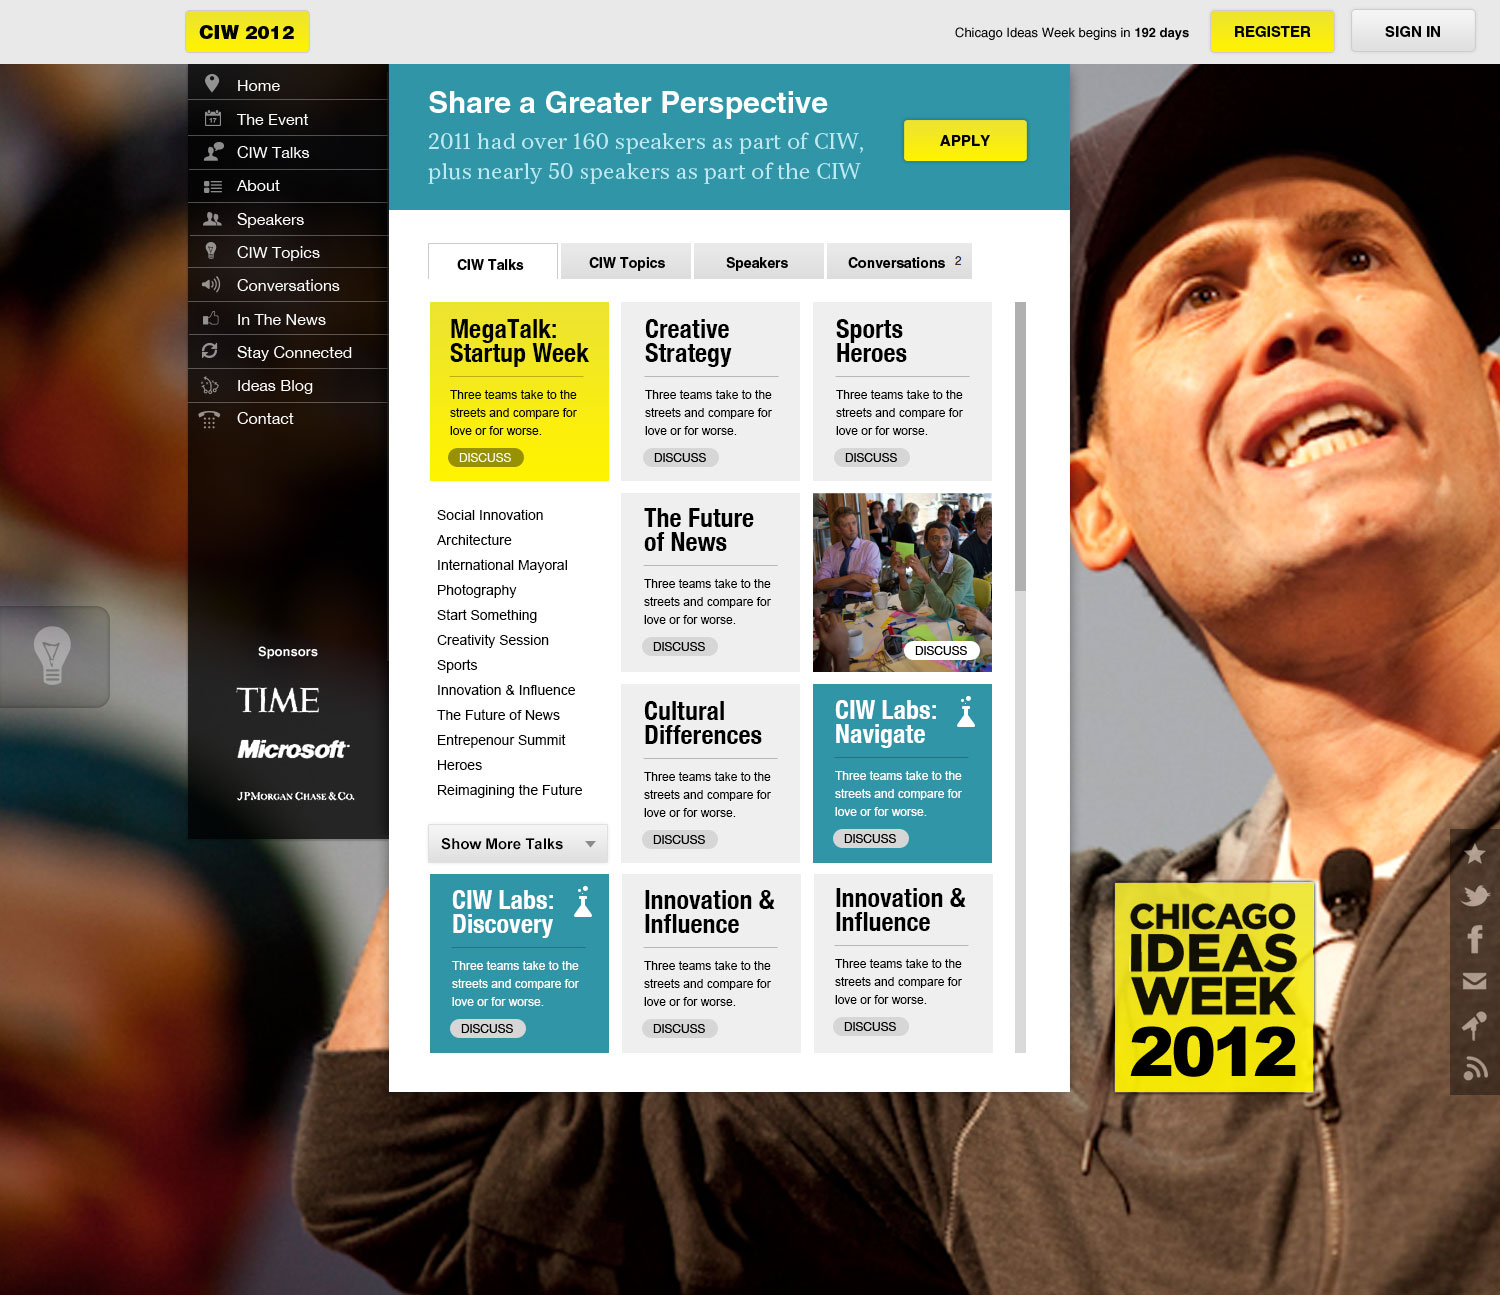 CIW 2012
Chicago Ideas Week begins in 192 days
REGISTER
SIGN IN
Home
The Event
17
CIW Talks
About
Speakers
CIW Topics
Conversations
In The News
Stay Connected
Ideas Blog
Contact
Sponsors
TIME
Microsoft
JPMORGAN CHASE & CO.
Share a Greater Perspective
2011 had over 160 speakers as part of CIW,
plus nearly 50 speakers as part of the CIW
APPLY
CIW Talks
CIW Topics
Speakers
Conversations 2
MegaTalk:
Startup Week
Three teams take to the
streets and compare for
love or for worse.
DISCUSS
Creative
Strategy
Three teams take to the
streets and compare for
love or for worse.
DISCUSS
Sports
Heroes
Three teams take to the
streets and compare for
love or for worse.
DISCUSS
Social Innovation
Architecture
International Mayoral
Photography
Start Something
Creativity Session
Sports
Innovation & Influence
The Future of News
Entrepenour Summit
Heroes
Reimagining the Future
Show More Talks
The Future
of News
Three teams take to the
streets and compare for
love or for worse.
DISCUSS
DISCUSS
Cultural
Differences
Three teams take to the
streets and compare for
love or for worse.
DISCUSS
CIW Labs:
Navigate
Three teams take to the
streets and compare for
love or for worse.
DISCUSS
CIW Labs:
Discovery
Three teams take to the
streets and compare for
love or for worse.
DISCUSS
Innovation &
Influence
Three teams take to the
streets and compare for
love or for worse.
DISCUSS
Innovation &
Influence
Three teams take to the
streets and compare for
love or for worse.
DISCUSS
CHICAGO
IDEAS
WEEK
2012